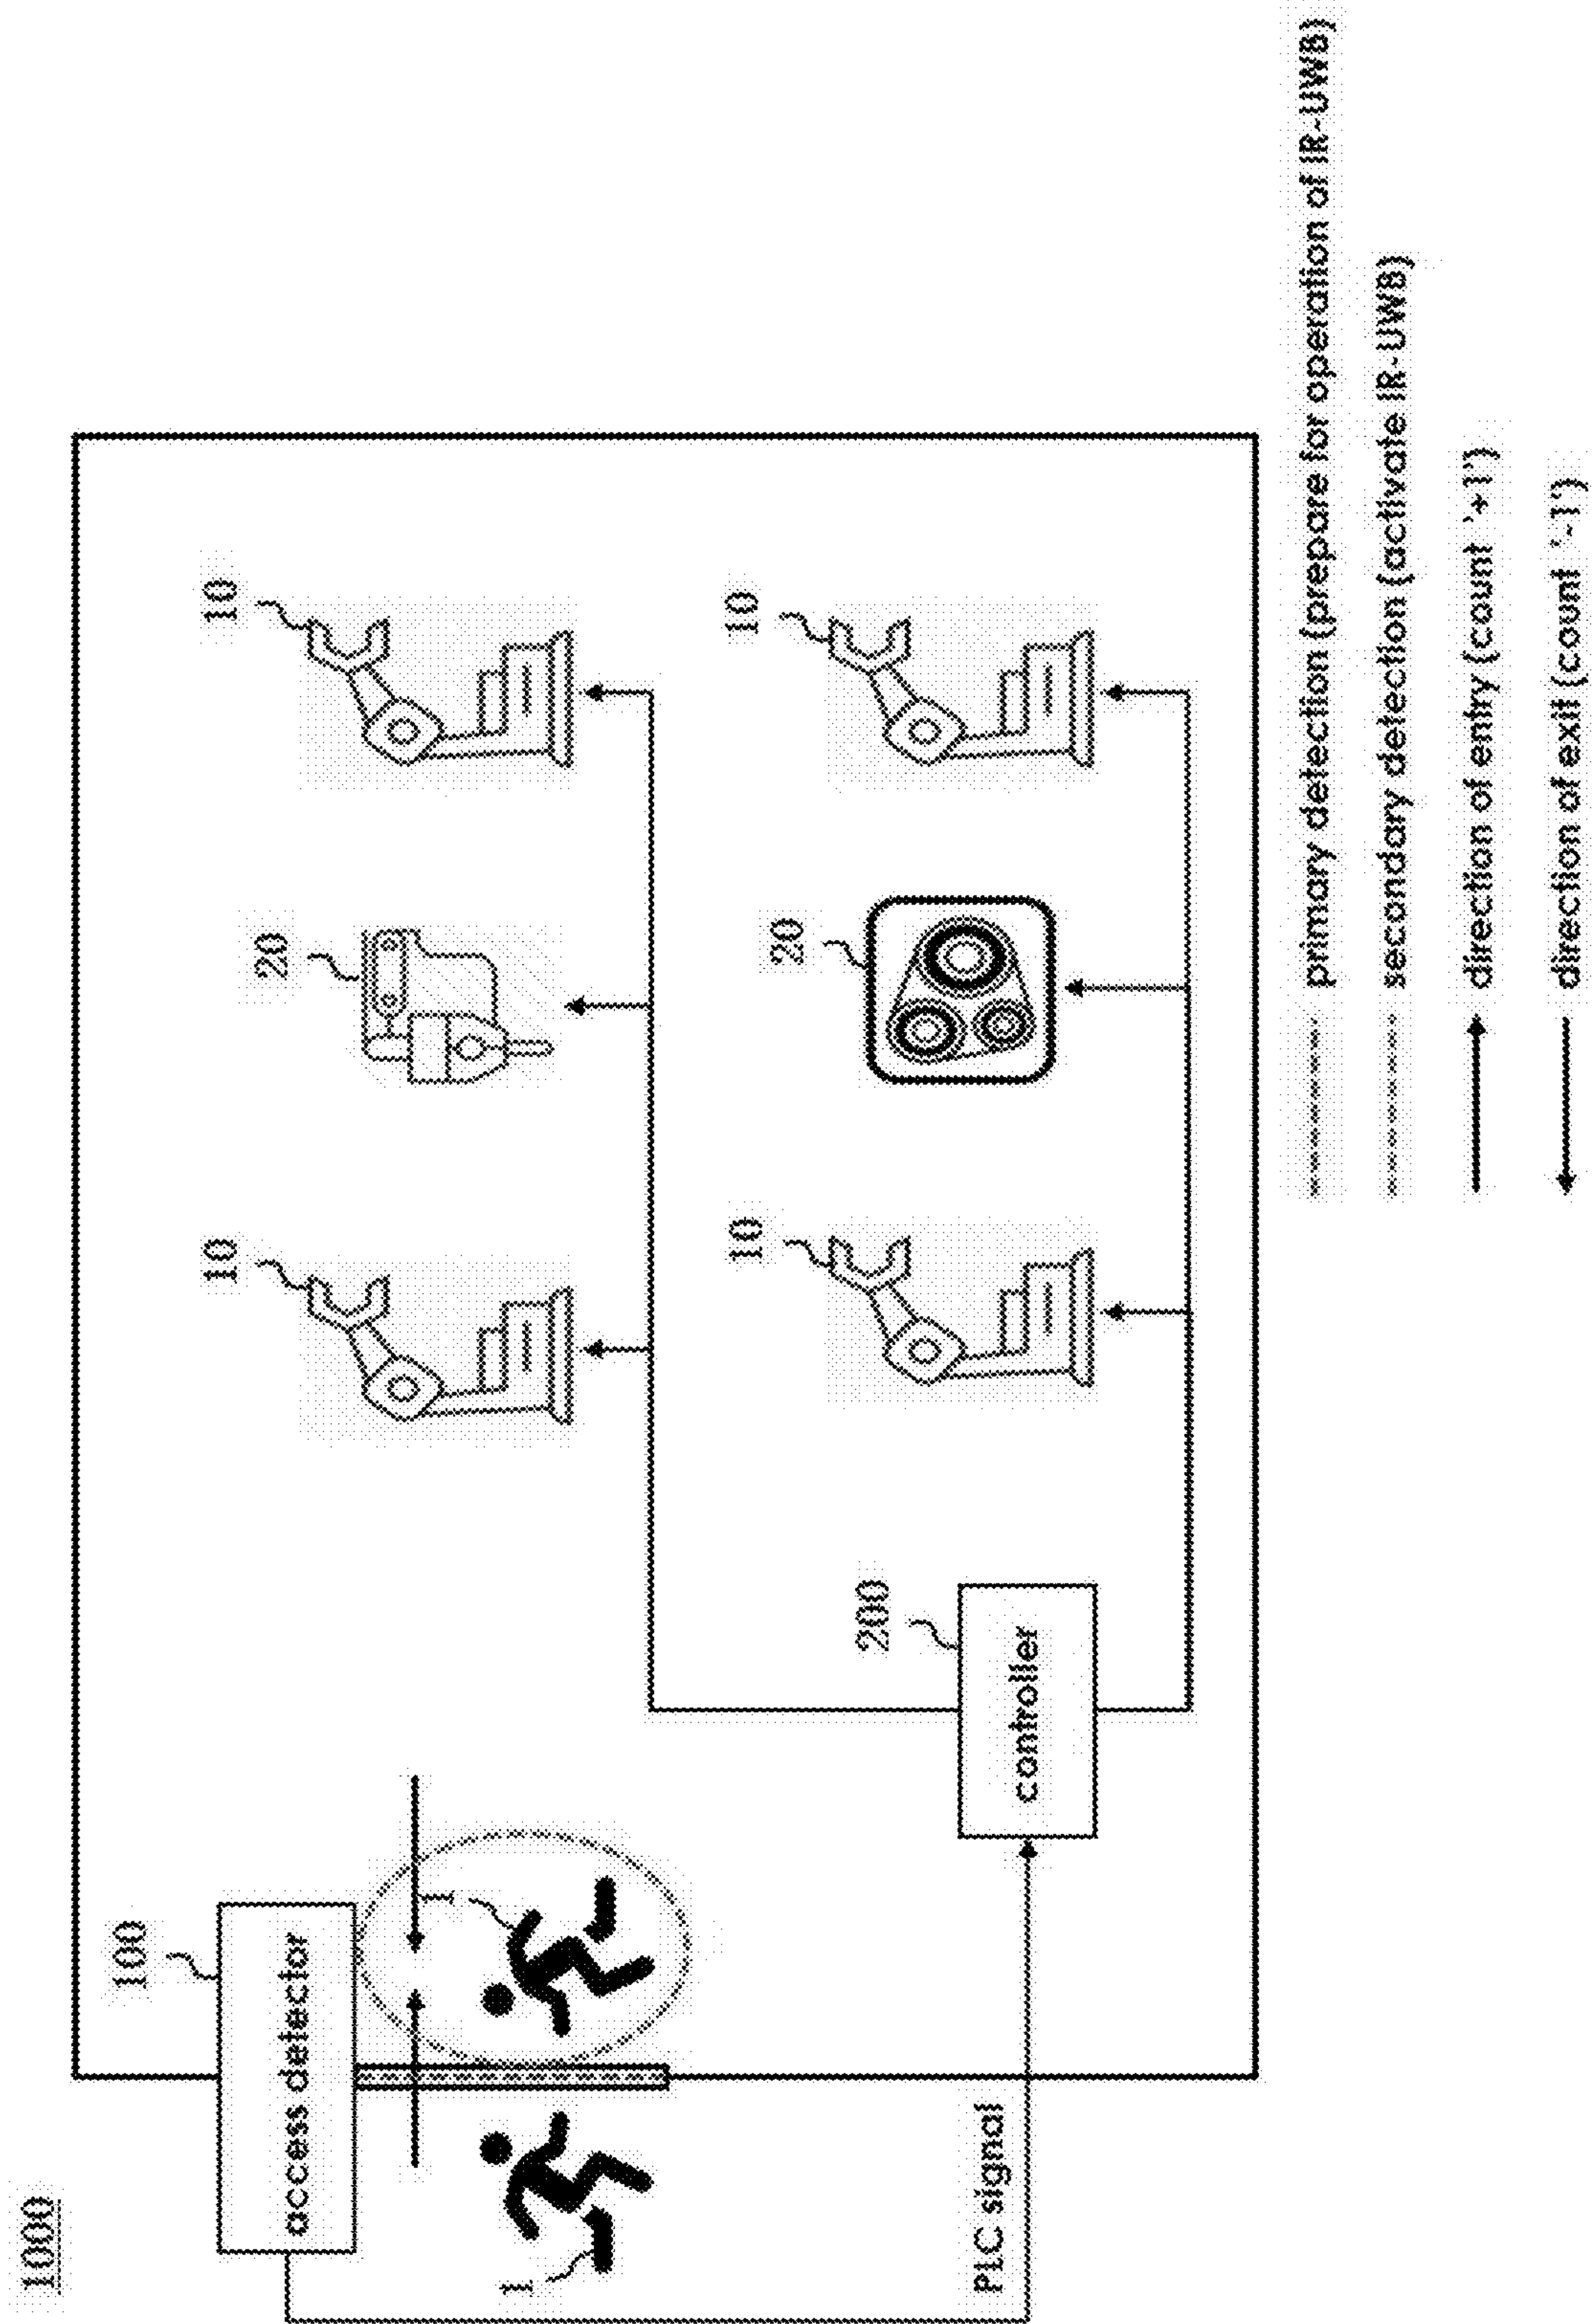 1000
100
access detector
1
1
PLC signal
200
controller
10
20
10
10
20
10
primary detection (prepare for operation of IR-UWB)
secondary detection (activate IR-UWB)
direction of entry (count '+1')
direction of exit (count '-1')